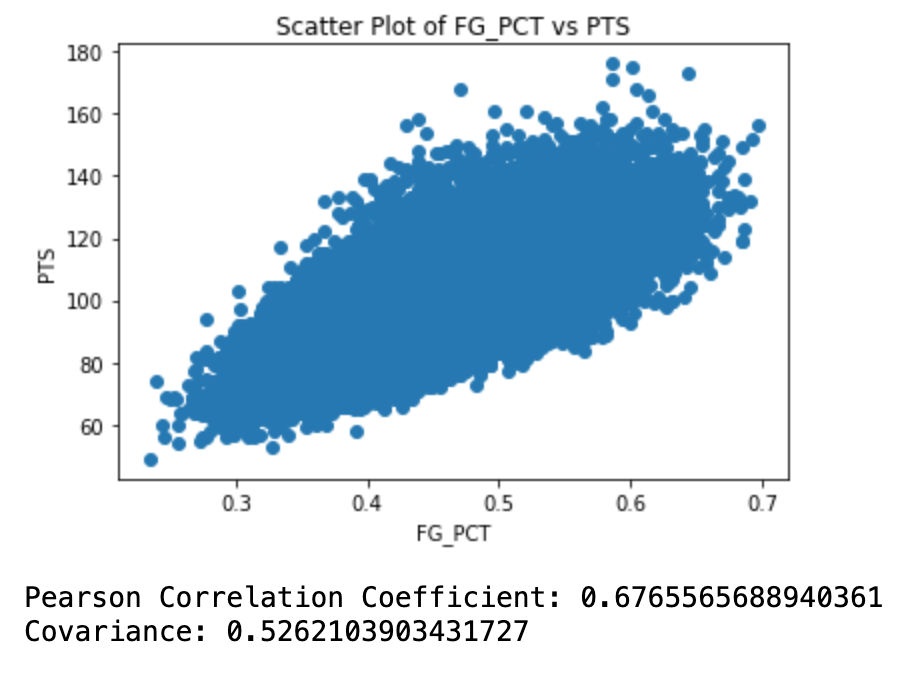 Scatter Plot of FG_PCT vs PTS
180
160
140
120
100
80
60
PTS
0.3 0.4 0.5 0.6 0.7
FG_PCT
Pearson Correlation Coefficient: 0.6765565688940361
Covariance: 0.5262103903431727